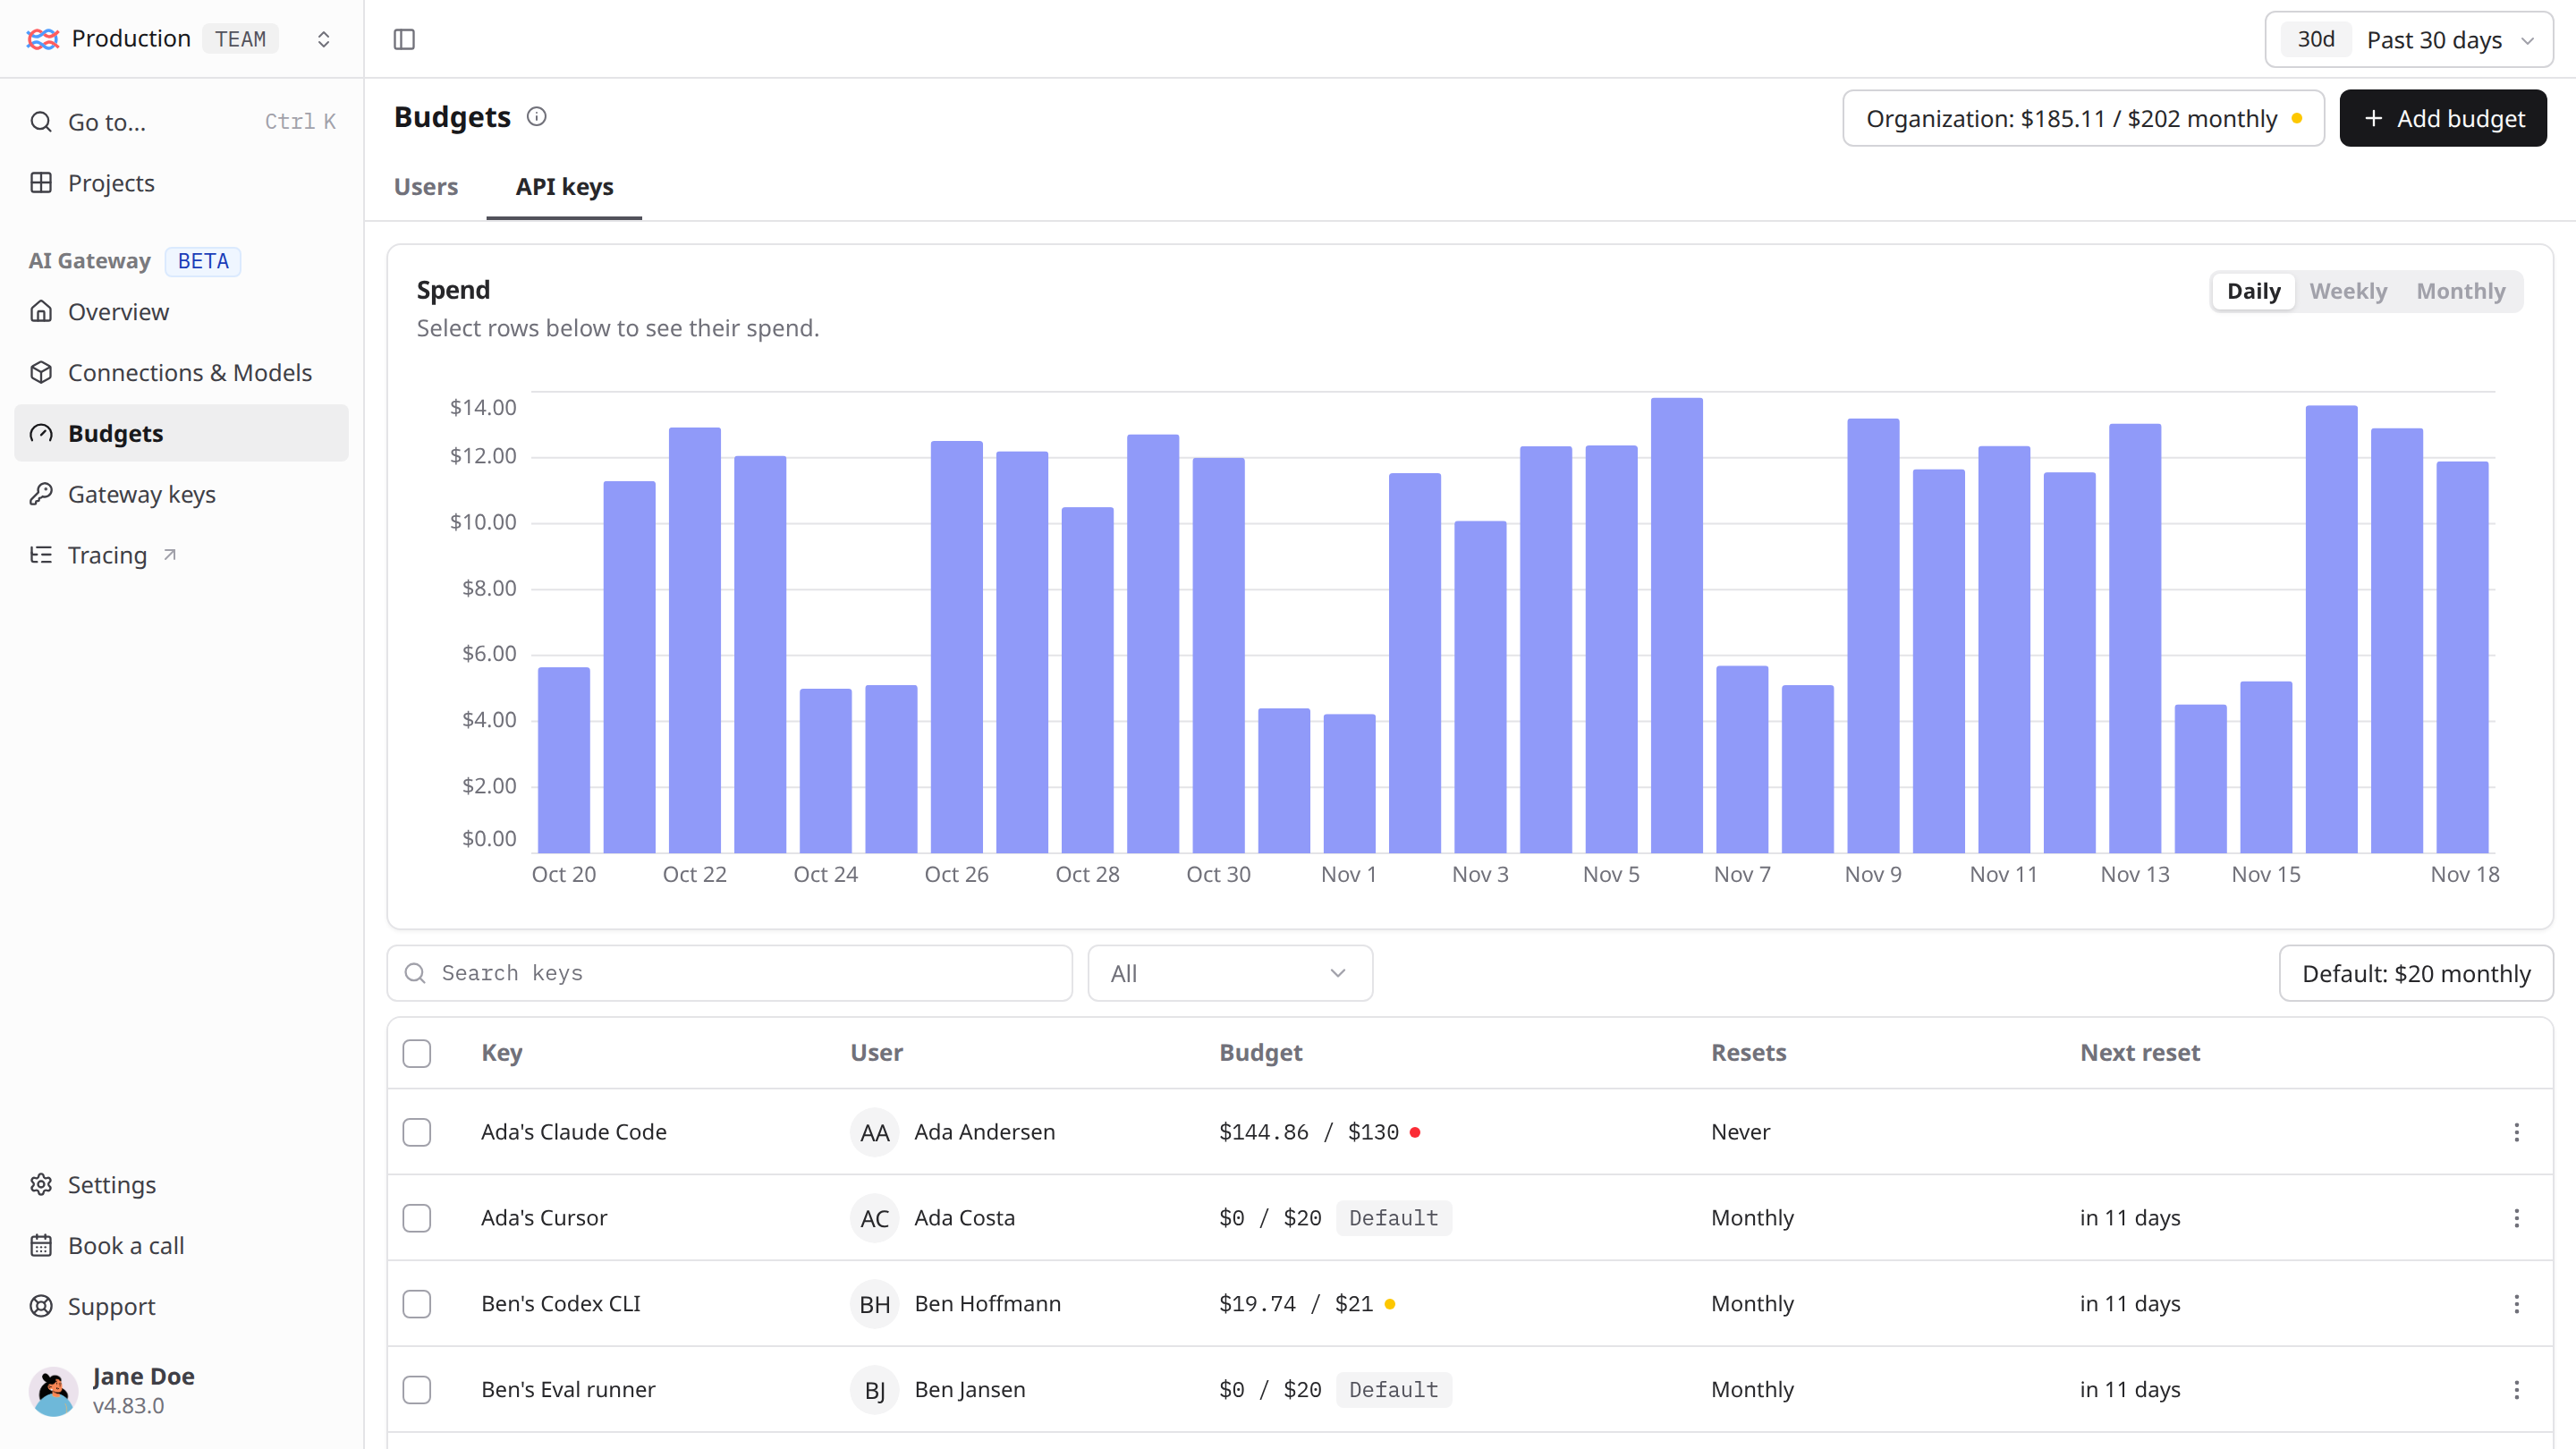 Production TEAM
Go to... Ctrl K
Projects
AI Gateway BETA
Overview
Connections & Models
Budgets
Gateway keys
Tracing
Settings
Book a call
Support
Jane Doe
v4.83.0
30d Past 30 days
Budgets
Organization: $185.11 / $202 monthly
Add budget
Users API keys
Spend
Select rows below to see their spend.
Daily Weekly Monthly
$14.00
$12.00
$10.00
$8.00
$6.00
$4.00
$2.00
$0.00
Oct 20 Oct 22 Oct 24 Oct 26 Oct 28 Oct 30 Nov 1 Nov 3 Nov 5 Nov 7 Nov 9 Nov 11 Nov 13 Nov 15 Nov 18
Search keys
All
Default: $20 monthly
Key User Budget Resets Next reset
Ada's Claude Code AA Ada Andersen $144.86 / $130 Never
Ada's Cursor AC Ada Costa $0 / $20 Default Monthly in 11 days
Ben's Codex CLI BH Ben Hoffmann $19.74 / $21 Monthly in 11 days
Ben's Eval runner BJ Ben Jansen $0 / $20 Default Monthly in 11 days